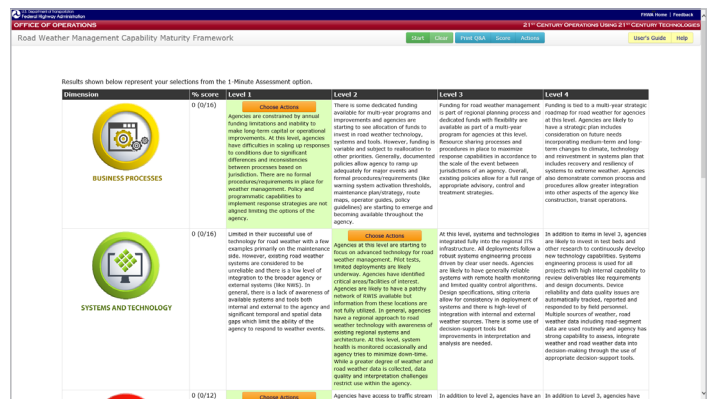 U.S. Department of Transportation
Federal Highway Administration
FHWA Home | Feedback
OFFICE OF OPERATIONS
21ST CENTURY OPERATIONS USING 21ST CENTURY TECHNOLOGIES
Road Weather Management Capability Maturity Framework
Start Clear Print Q&A Score Actions User's Guide Help
Results shown below represent your selections from the 1-Minute Assessment option.
Dimension % score Level 1 Level 2 Level 3 Level 4
BUSINESS PROCESSES
0 (0/16)
Choose Actions
Agencies are constrained by annual
funding limitations and inability to
make long-term capital or operational
improvements. At this level, agencies
have difficulties in scaling up responses
to conditions due to significant
differences and inconsistencies
between processes based on
jurisdiction. There are no formal
procedures/requirements in place for
weather management. Policy and
programmatic capabilities to
implement response strategies are not
aligned limiting the options of the
agency.
There is some dedicated funding
available for multi-year programs and
improvements and agencies are
starting to see allocation of funds to
invest in road weather technology,
systems and tools. However, funding is
variable and subject to reallocation to
other priorities. Generally, documented
policies allow agency to ramp up
adequately for major events and
formal procedures/requirements (like
warning system activation thresholds,
maintenance plan/strategy, route
maps, operator guides, policy
guidelines) are starting to emerge and
becoming available throughout the
agency.
Funding for road weather management
is part of regional planning process and
dedicated funds with flexibility are
available as part of a multi-year
program for agencies at this level.
Resource sharing processes and
procedures in place to maximize
response capabilities in accordance to
the scale of the event between
jurisdictions of an agency. Overall,
existing policies allow for a full range of
appropriate advisory, control and
treatment strategies.
Funding is tied to a multi-year strategic
roadmap for road weather for agencies
at this level. Agencies are likely to
have a strategic plan includes
consideration on future needs
incorporating medium-term and long-
term changes to climate, technology
and reinvestment in systems plan that
includes recovery and resiliency of
systems to extreme weather. Agencies
also demonstrate common process and
procedures allow greater integration
into other aspects of the agency like
construction, transit operations.
SYSTEMS AND TECHNOLOGY
0 (0/16)
Limited in their successful use of
technology for road weather with a few
examples primarily on the maintenance
side. However, existing road weather
systems are considered to be
unreliable and there is a low level of
integration to the broader agency or
external systems (like NWS). In
general, there is a lack of awareness of
available systems and tools both
internal and external to the agency and
significant temporal and spatial data
gaps which limit the ability of the
agency to respond to weather events.
Choose Actions
Agencies at this level are starting to
focus on advanced technology for road
weather management. Pilot tests,
limited deployments are likely
underway. Agencies have identified
critical areas/facilities of interest.
Agencies are likely to have a patchy
network of RWIS available but
information from these locations are
not fully utilized. In general, agencies
have a regional approach to road
weather technology with awareness of
existing regional systems and
architecture. At this level, system
health is monitored occasionally and
agency tries to minimize down-time.
While a greater degree of weather and
road weather data is collected, data
quality and interpretation challenges
restrict use within the agency.
At this level, systems and technologies
integrated fully into the regional ITS
infrastructure. All deployments follow a
robust systems engineering process
driven by clear user needs. Agencies
are likely to have generally reliable
systems with remote health monitoring
and limited quality control algorithms.
Design specifications, siting criteria
allow for consistency in deployment of
systems and there is high-level of
integration with internal and external
weather sources. There is some use of
decision-support tools but
improvements in interpretation and
analysis are needed.
In addition to items in level 3, agencies
are likely to invest in test beds and
other research to continuously develop
new technology capabilities. Systems
engineering process is used for all
projects with high internal capability to
review deliverables like requirements
and design documents. Device
reliability and data quality issues are
automatically tracked, reported and
responded to by field personnel.
Multiple sources of weather, road
weather data including road-segment
data are used routinely and agency has
strong capability to assess, integrate
weather and road weather data into
decision-making through the use of
appropriate decision-support tools.
0 (0/12)
Choose Actions
Agencies have access to traffic stream
In addition to level 2, agencies have an
In addition to Level 3, agencies have